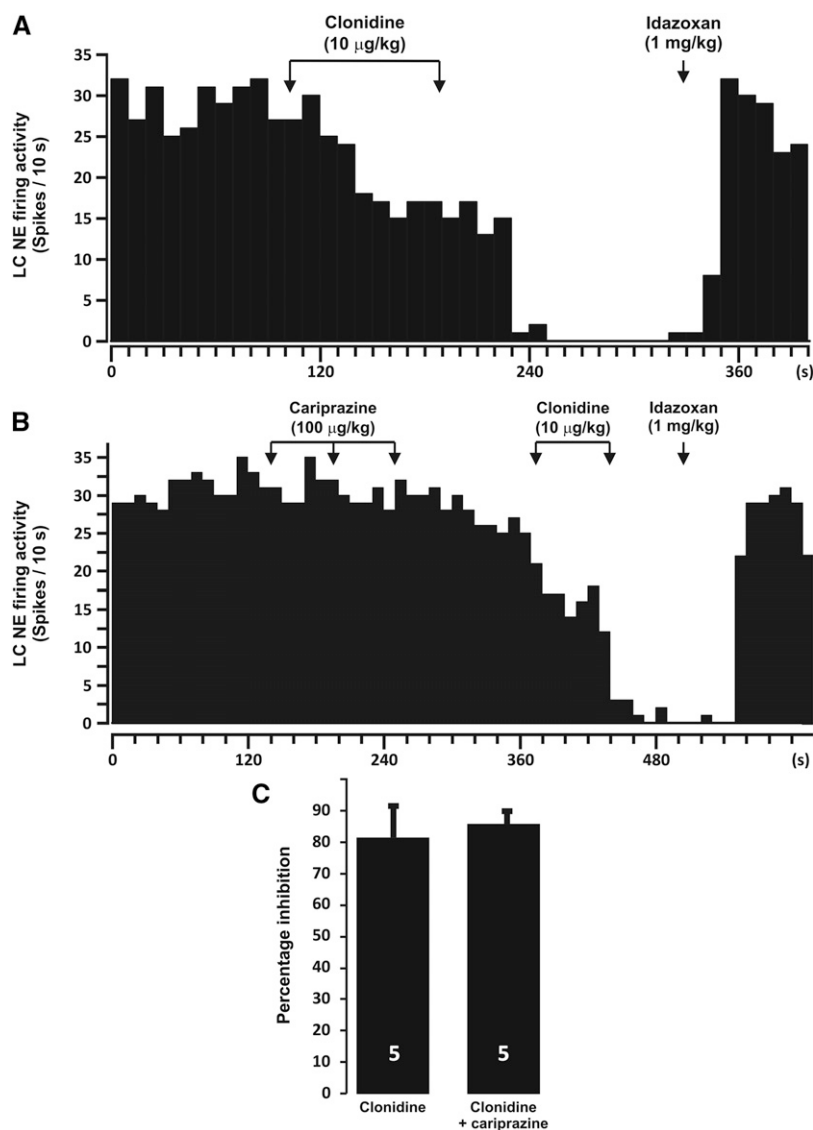 A
Clonidine
(10 μg/kg)
Idazoxan
(1 mg/kg)
LC NE firing activity
(Spikes / 10 s)
35
30
25
20
15
10
5
0
0 120 240 360 (s)
B
Cariprazine
(100 μg/kg)
Clonidine
(10 μg/kg)
Idazoxan
(1 mg/kg)
LC NE firing activity
(Spikes / 10 s)
35
30
25
20
15
10
5
0
0 120 240 360 480 (s)
C
Percentage inhibition
90
80
70
60
50
40
30
20
10
0
5 5
Clonidine
Clonidine
+ cariprazine